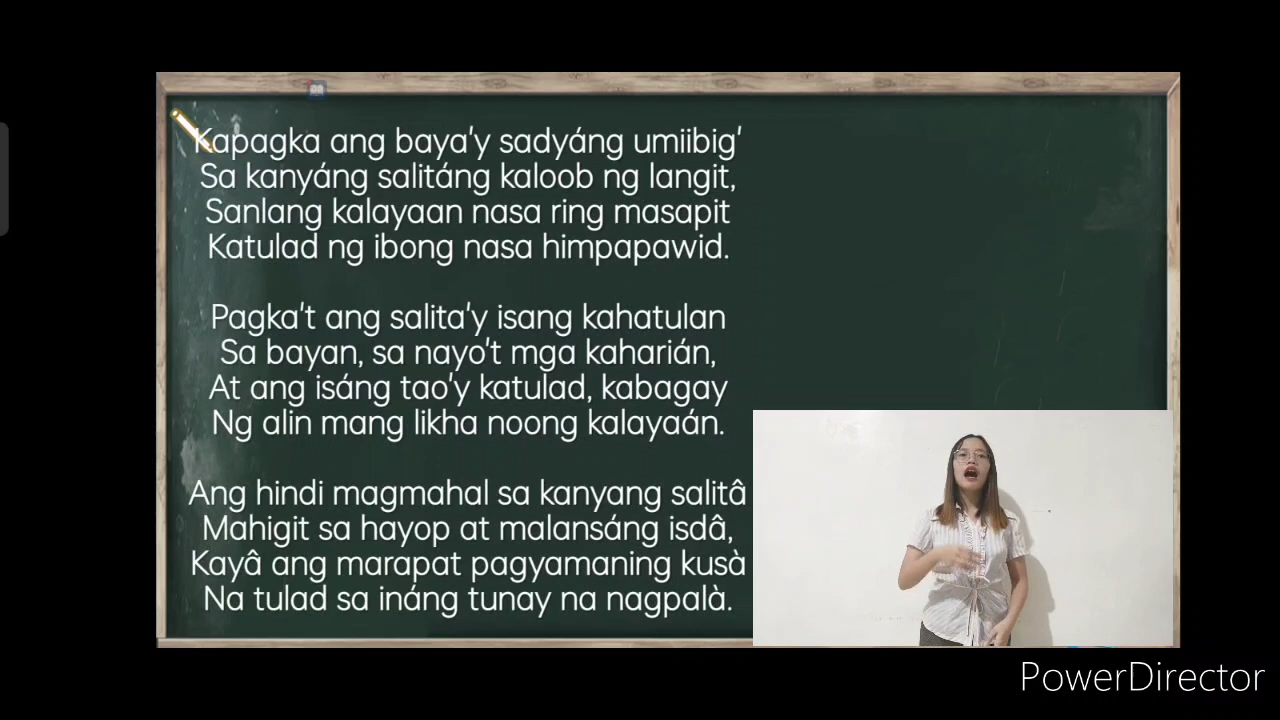 Kapagka ang baya'y sadyáng umiibig'
Sa kanyáng salitáng kaloob ng langit,
Sanlang kalayaan nasa ring masapit
Katulad ng ibong nasa himpapawid.
Pagka't ang salita'y isang kahatulan
Sa bayan, sa nayo't mga kaharián,
At ang isáng tao'y katulad, kabagay
Ng alin mang likha noong kalayaán.
Ang hindi magmahal sa kanyang salitâ
Mahigit sa hayop at malansáng isdâ,
Kayâ ang marapat pagyamaning kusà
Na tulad sa ináng tunay na nagpalà.
PowerDirector